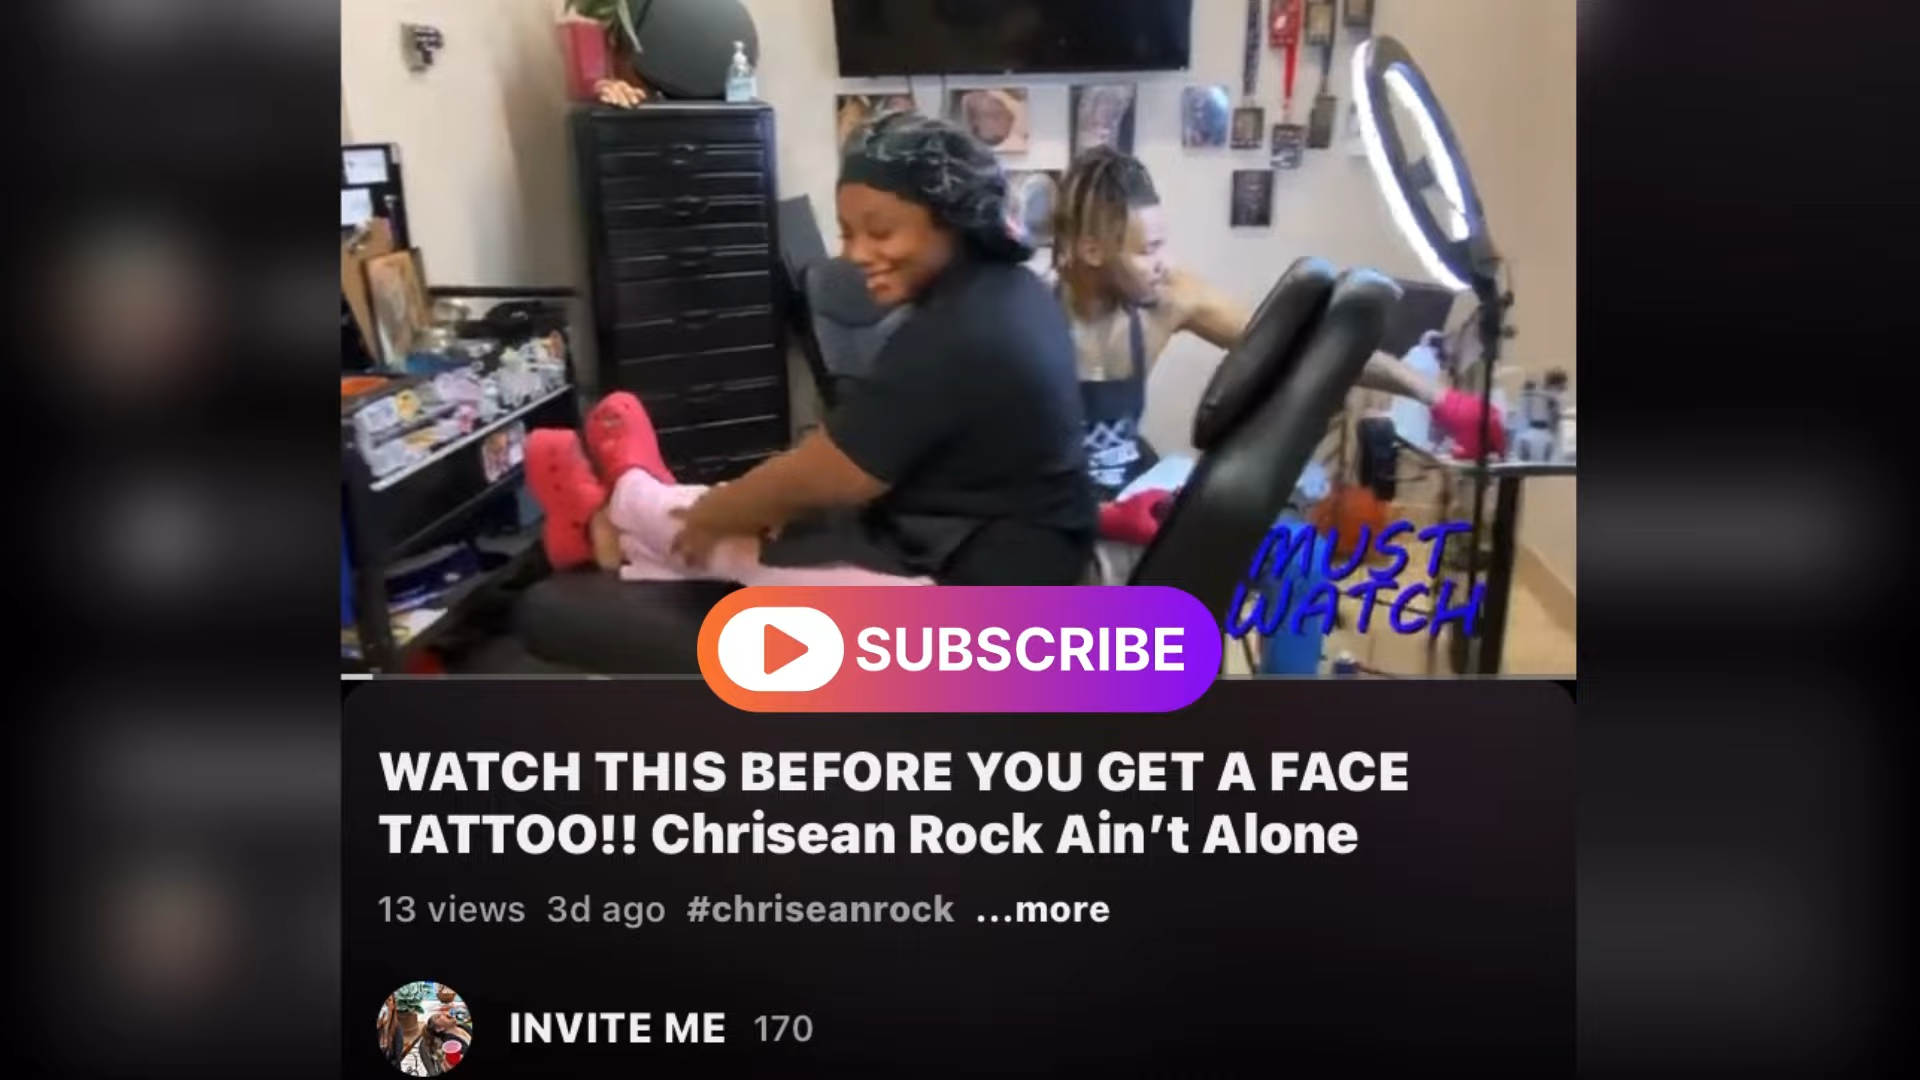 MUST
WATCH
SUBSCRIBE
WATCH THIS BEFORE YOU GET A FACE
TATTOO!! Chrisean Rock Ain’t Alone
13 views 3d ago #chriseanrock ...more
INVITE ME 170